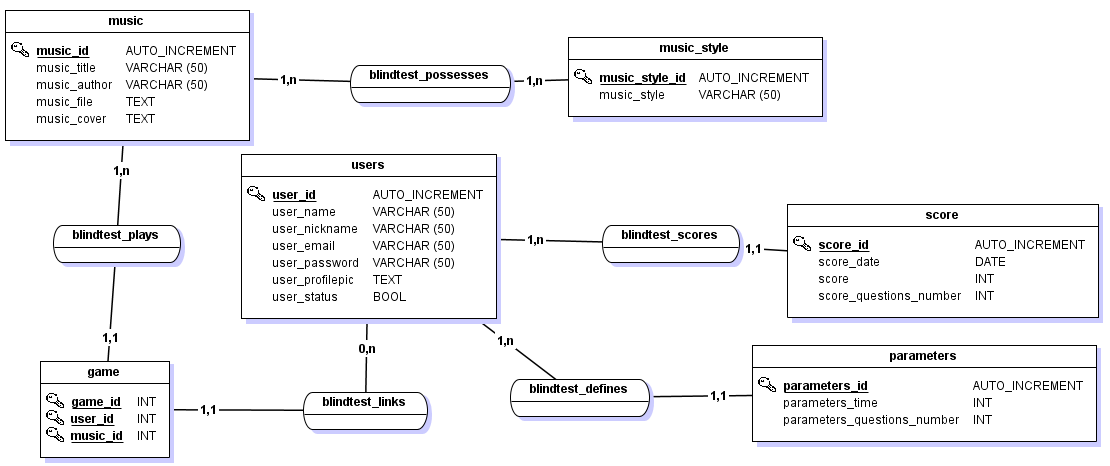 music
music_id AUTO_INCREMENT
music_title VARCHAR (50)
music_author VARCHAR (50)
music_file TEXT
music_cover TEXT
1,n
blindtest_possesses
1,n
music_style
music_style_id AUTO_INCREMENT
music_style VARCHAR (50)
1,n
blindtest_plays
1,1
users
user_id AUTO_INCREMENT
user_name VARCHAR (50)
user_nickname VARCHAR (50)
user_email VARCHAR (50)
user_password VARCHAR (50)
user_profilepic TEXT
user_status BOOL
1,n
blindtest_scores
1,1
score
score_id AUTO_INCREMENT
score_date DATE
score INT
score_questions_number INT
0,n
1,n
game
game_id INT
user_id INT
music_id INT
1,1
blindtest_links
blindtest_defines
1,1
parameters
parameters_id AUTO_INCREMENT
parameters_time INT
parameters_questions_number INT